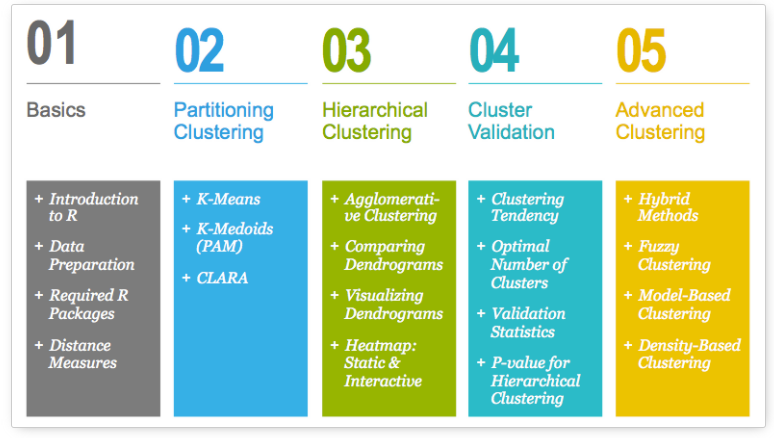 01
Basics
+ Introduction
to R
+ Data
Preparation
+ Required R
Packages
+ Distance
Measures
02
Partitioning
Clustering
+ K-Means
+ K-Medoids
(PAM)
+ CLARA
03
Hierarchical
Clustering
+ Agglomerati-
ve Clustering
+ Comparing
Dendrograms
+ Visualizing
Dendrograms
+ Heatmap:
Static &
Interactive
04
Cluster
Validation
+ Clustering
Tendency
+ Optimal
Number of
Clusters
+ Validation
Statistics
+ P-value for
Hierarchical
Clustering
05
Advanced
Clustering
+ Hybrid
Methods
+ Fuzzy
Clustering
+ Model-Based
Clustering
+ Density-Based
Clustering